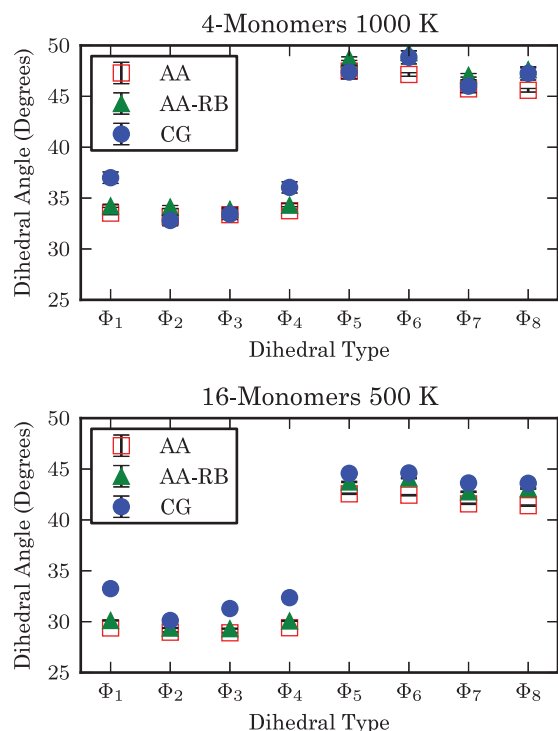 4-Monomers 1000 K
Dihedral Angle (Degrees)
50
45
40
35
30
25
AA
AA-RB
CG
Φ1 Φ2 Φ3 Φ4 Φ5 Φ6 Φ7 Φ8
Dihedral Type
16-Monomers 500 K
Dihedral Angle (Degrees)
50
45
40
35
30
25
AA
AA-RB
CG
Φ1 Φ2 Φ3 Φ4 Φ5 Φ6 Φ7 Φ8
Dihedral Type